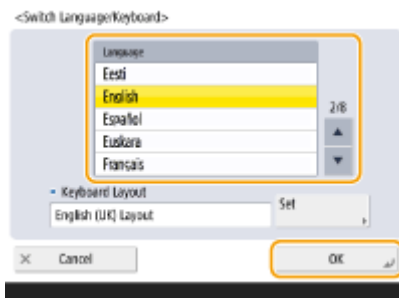 <Switch Language/Keyboard>
Language
Eesti
English
Español
Euskara
Français
2/8
Keyboard Layout
English (UK) Layout
Set
Cancel
OK